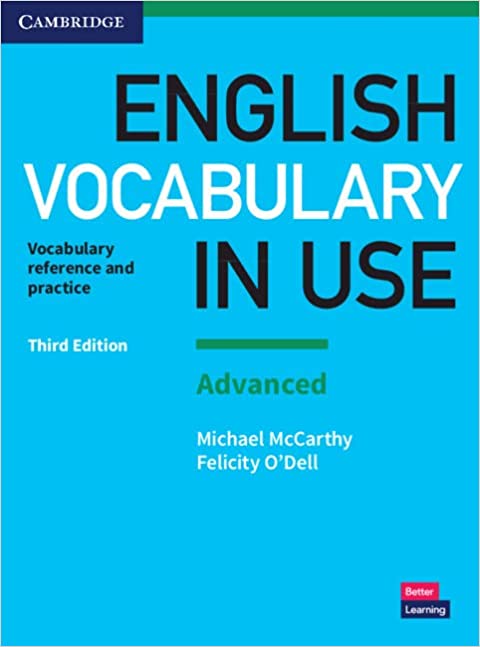 CAMBRIDGE
ENGLISH
VOCABULARY
IN USE
Vocabulary
reference and
practice
Third Edition
Advanced
Michael McCarthy
Felicity O'Dell
Better
Learning